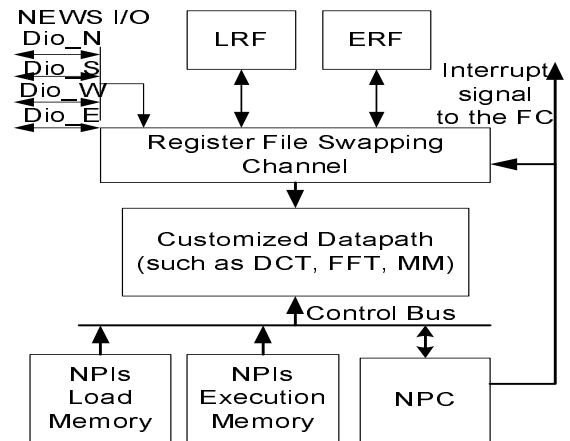 NEWS I/O
Dio_N
Dio_S
Dio_W
Dio_E
LRF
ERF
Interrupt
signal
to the FC
Register File Swapping
Channel
Customized Datapath
(such as DCT, FFT, MM)
Control Bus
NPIs
Load
Memory
NPIs
Execution
Memory
NPC